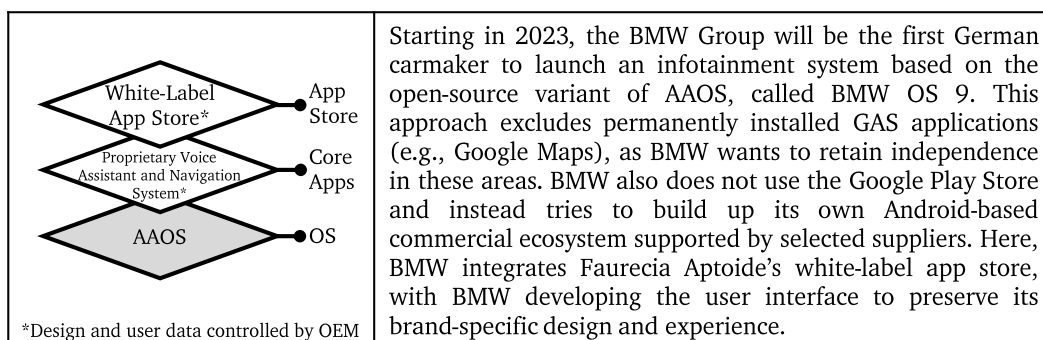 White-Label
App Store*
App
Store
Proprietary Voice
Assistant and Navigation
System*
Core
Apps
AAOS
OS
*Design and user data controlled by OEM
Starting in 2023, the BMW Group will be the first German
carmaker to launch an infotainment system based on the
open-source variant of AAOS, called BMW OS 9. This
approach excludes permanently installed GAS applications
(e.g., Google Maps), as BMW wants to retain independence
in these areas. BMW also does not use the Google Play Store
and instead tries to build up its own Android-based
commercial ecosystem supported by selected suppliers. Here,
BMW integrates Faurecia Aptoide’s white-label app store,
with BMW developing the user interface to preserve its
brand-specific design and experience.